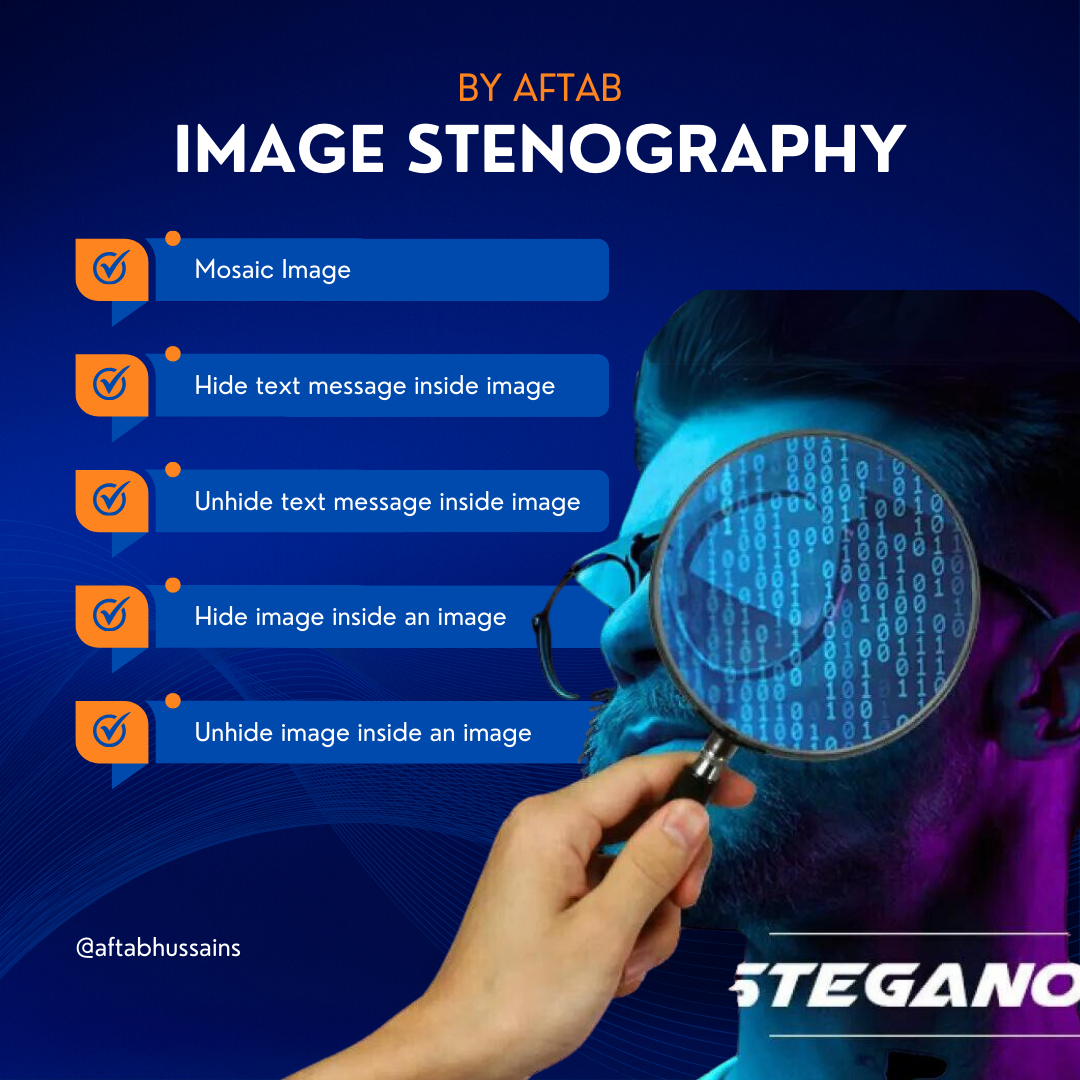 BY AFTAB
IMAGE STENOGRAPHY
Mosaic Image
Hide text message inside image
Unhide text message inside image
Hide image inside an image
Unhide image inside an image
@aftabhussains
STEGANO